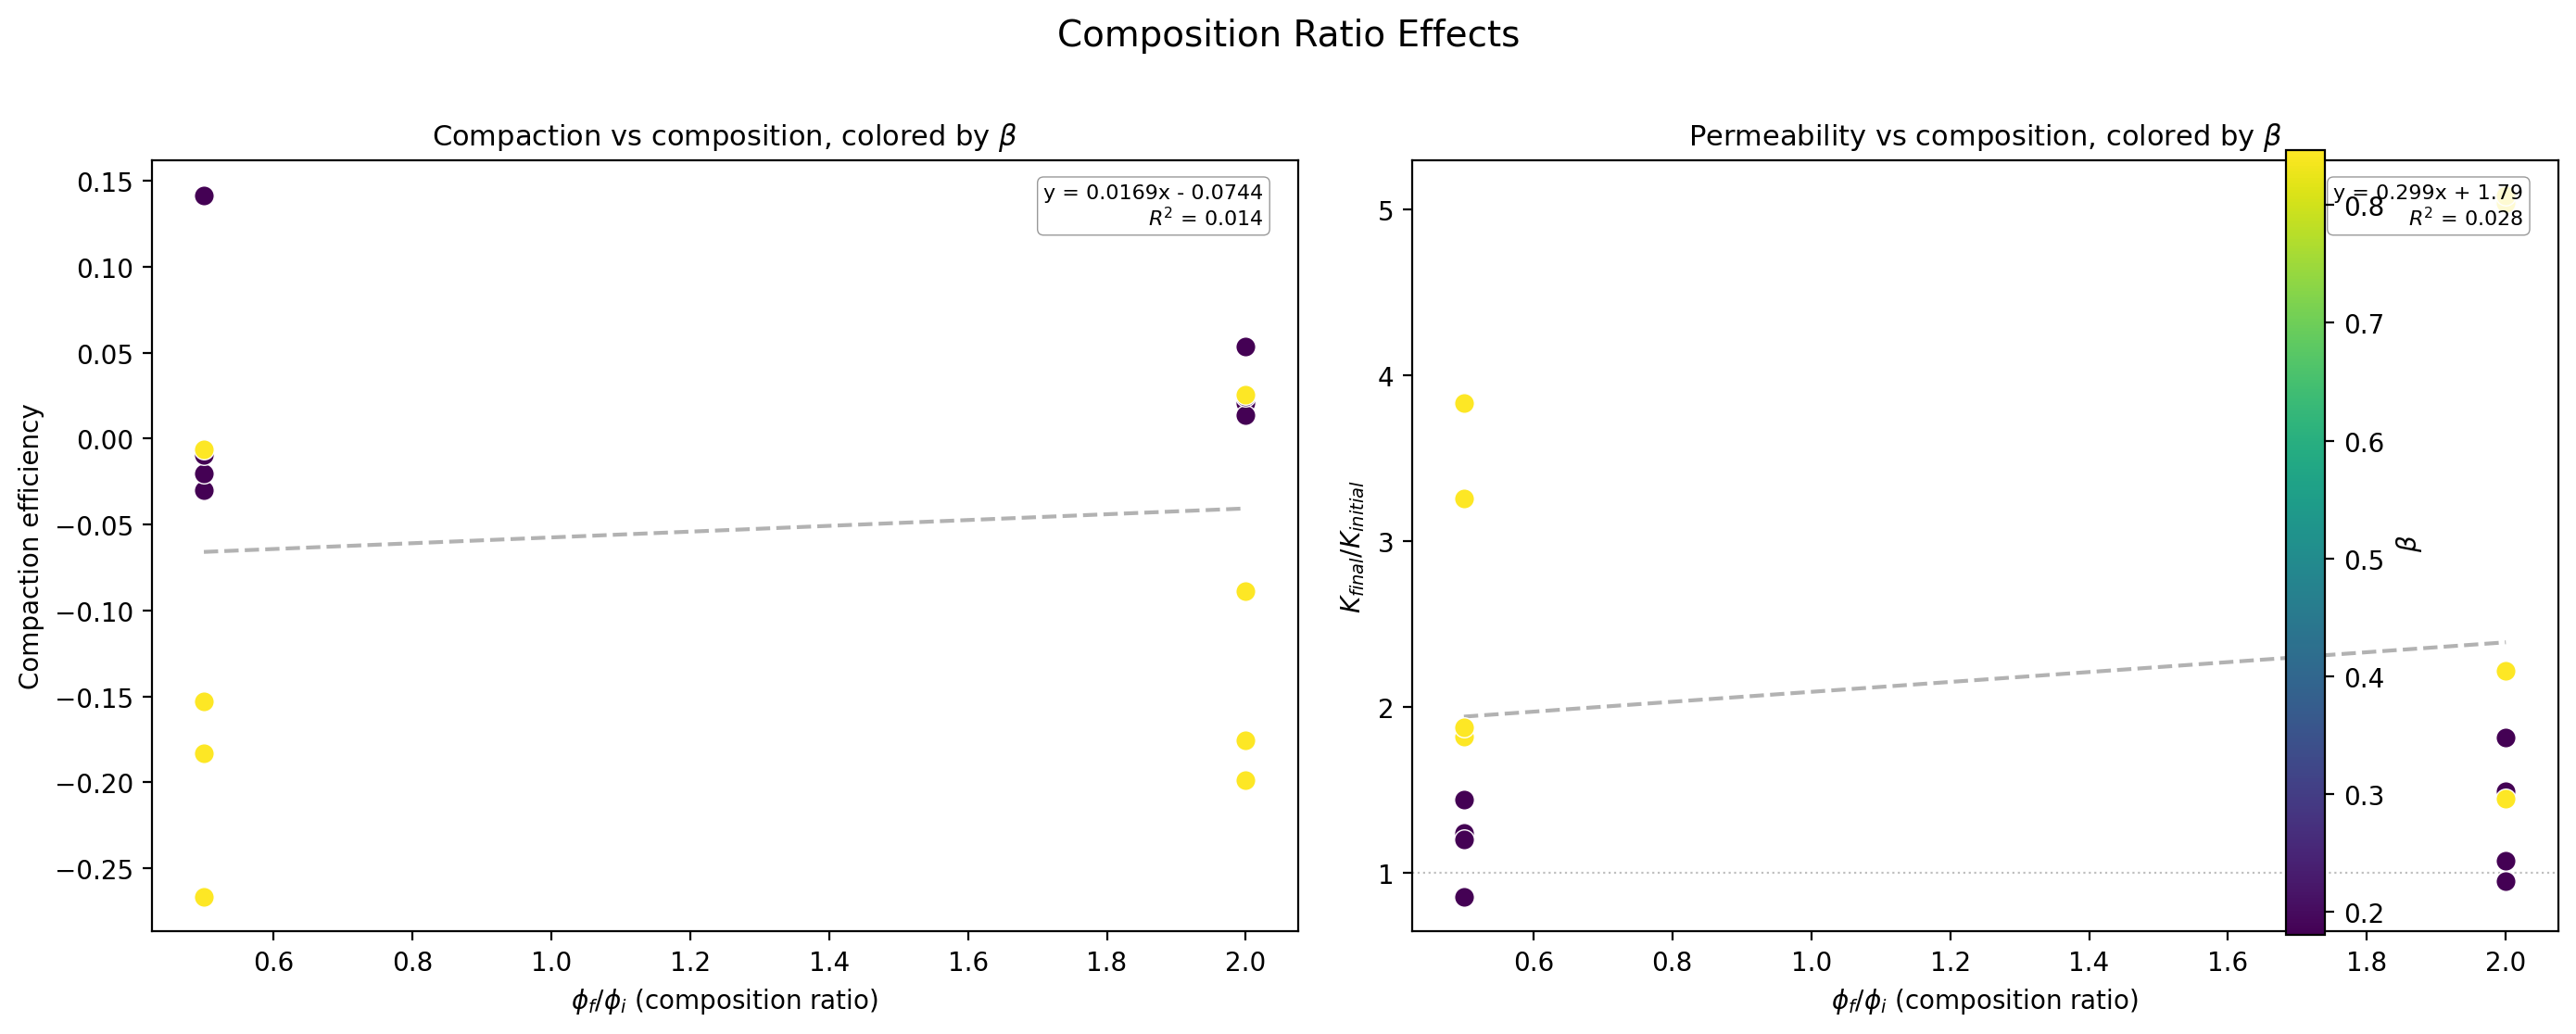 Composition Ratio Effects
Compaction vs composition, colored by β
0.15
0.10
0.05
0.00
−0.05
−0.10
−0.15
−0.20
−0.25
Compaction efficiency
y = 0.0169x - 0.0744
R² = 0.014
0.6 0.8 1.0 1.2 1.4 1.6 1.8 2.0
ϕf/ϕi (composition ratio)
Permeability vs composition, colored by β
5
4
3
2
1
Kfinal/Kinitial
y = 0.299x + 1.79
R² = 0.028
0.6 0.8 1.0 1.2 1.4 1.6 1.8 2.0
ϕf/ϕi (composition ratio)
0.8
0.7
0.6
0.5
0.4
0.3
0.2
β